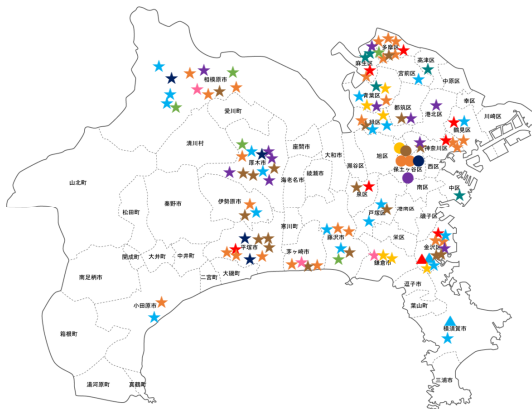 多摩区
麻生区
高津区
宮前区
中原区
相模原市
青葉区
都筑区
幸区
港北区
川崎区
愛川町
緑区
鶴見区
清川村
座間市
大和市
旭区
神奈川区
厚木市
瀬谷区
保土ヶ谷区
西区
山北町
海老名市
綾瀬市
泉区
南区
中区
秦野市
伊勢原市
戸塚区
港南区
松田町
寒川町
磯子区
藤沢市
栄区
平塚市
金沢区
開成町
大井町
中井町
茅ヶ崎市
鎌倉市
南足柄市
二宮町
大磯町
逗子市
葉山町
小田原市
横須賀市
箱根町
湯河原町
真鶴町
三浦市